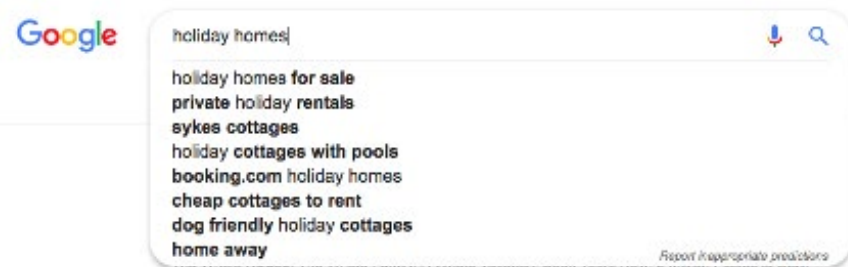 Google
holiday homes
holiday homes for sale
private holiday rentals
sykes cottages
holiday cottages with pools
booking.com holiday homes
cheap cottages to rent
dog friendly holiday cottages
home away
Report inappropriate predictions